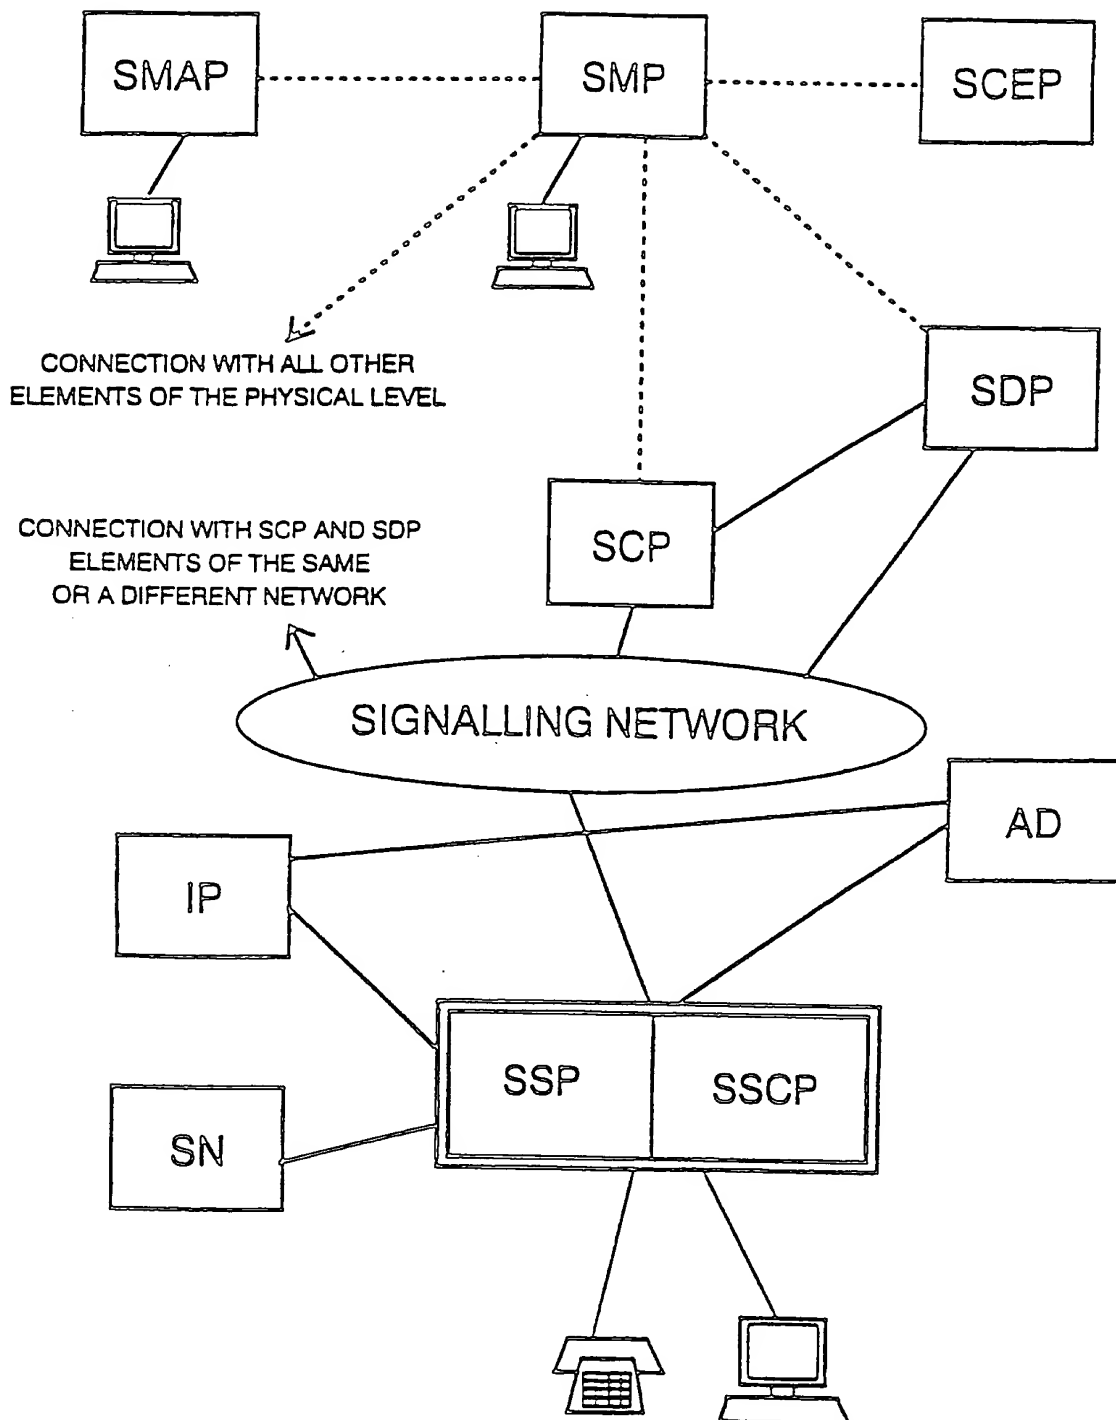 SMAP
SMP
SCEP
CONNECTION WITH ALL OTHER
ELEMENTS OF THE PHYSICAL LEVEL
SDP
CONNECTION WITH SCP AND SDP
ELEMENTS OF THE SAME
OR A DIFFERENT NETWORK
SCP
SIGNALLING NETWORK
AD
IP
SSP
SSCP
SN